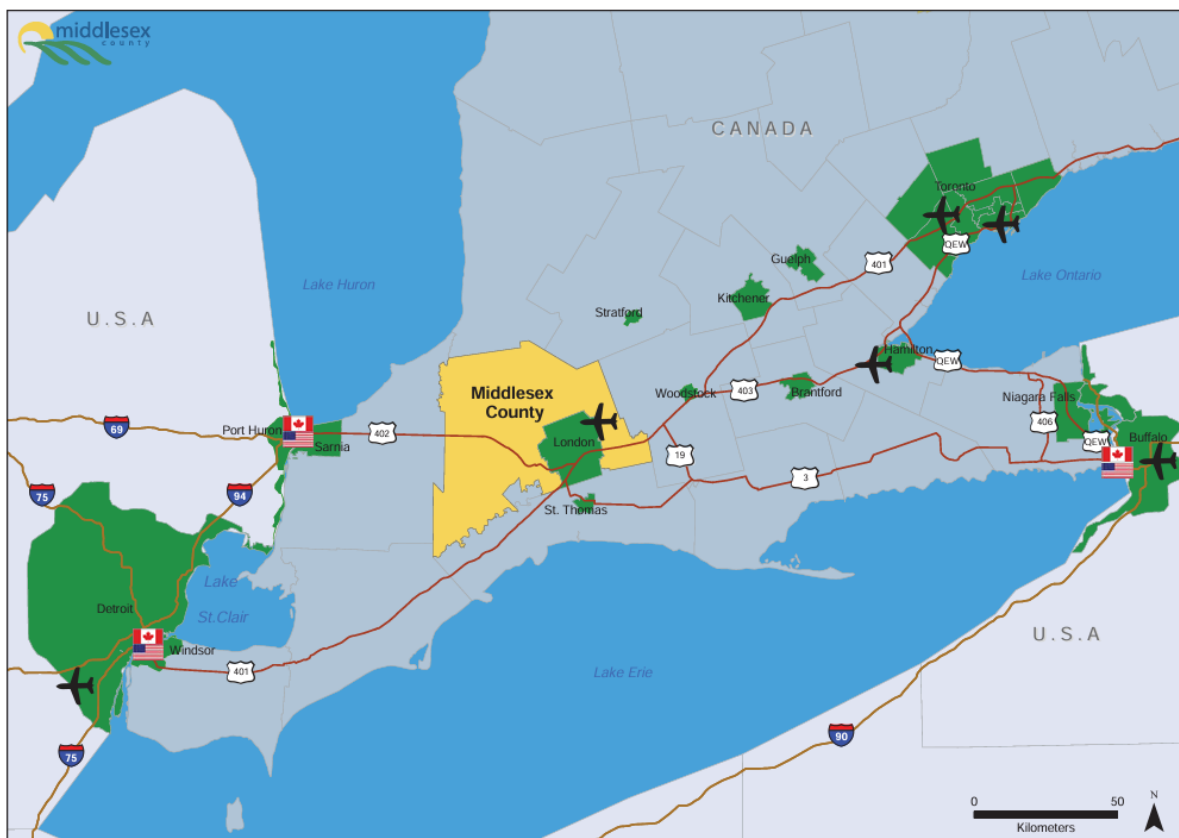 middlesex
county
CANADA
Toronto
QEW
Guelph
401
Lake Ontario
Lake Huron
Kitchener
U.S.A
Stratford
Hamilton
QEW
Middlesex
County
Woodstock
403
Brantford
Niagara Falls
69
Port Huron
402
Sarnia
London
406
QEW
Buffalo
19
3
75
94
St. Thomas
Lake
St.Clair
Detroit
U.S.A
Windsor
401
Lake Erie
90
75
0
50
Kilometers
N